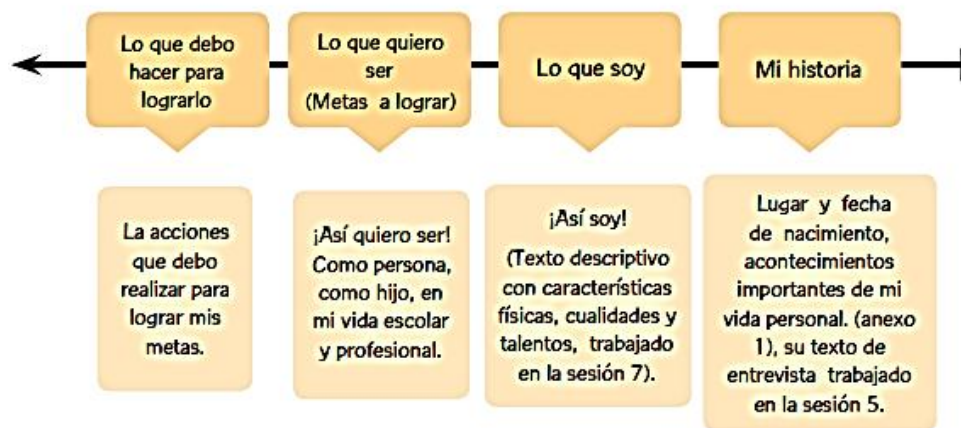 Lo que debo
hacer para
lograrlo
Lo que quiero
ser
(Metas a lograr)
Lo que soy
Mi historia
La acciones
que debo
realizar para
lograr mis
metas.
¡Así quiero ser!
Como persona,
como hijo, en
mi vida escolar
y profesional.
¡Así soy!
(Texto descriptivo
con características
físicas, cualidades y
talentos, trabajado
en la sesión 7).
Lugar y fecha
de nacimiento,
acontecimientos
importantes de mi
vida personal. (anexo
1), su texto de
entrevista trabajado
en la sesión 5.